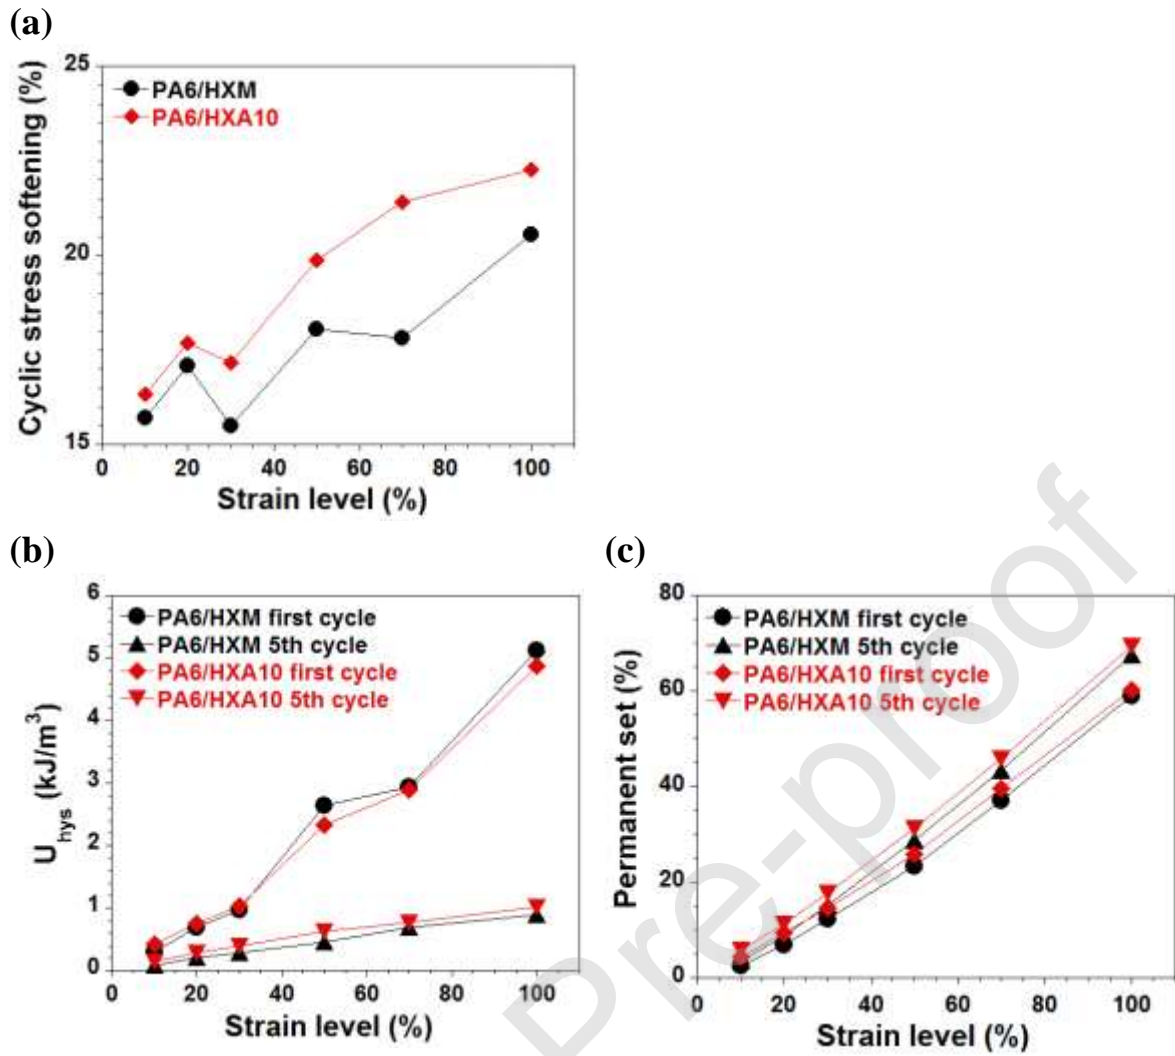 (a)
25
PA6/HXM
PA6/HXA10
20
15
Cyclic stress softening (%)
0 20 40 60 80 100
Strain level (%)
(b)
6
PA6/HXM first cycle
PA6/HXM 5th cycle
5
PA6/HXA10 first cycle
PA6/HXA10 5th cycle
4
3
2
1
0
U_hys (kJ/m³)
0 20 40 60 80 100
Strain level (%)
(c)
80
PA6/HXM first cycle
PA6/HXM 5th cycle
PA6/HXA10 first cycle
60
PA6/HXA10 5th cycle
40
20
0
Permanent set (%)
0 20 40 60 80 100
Strain level (%)
Pre-proof